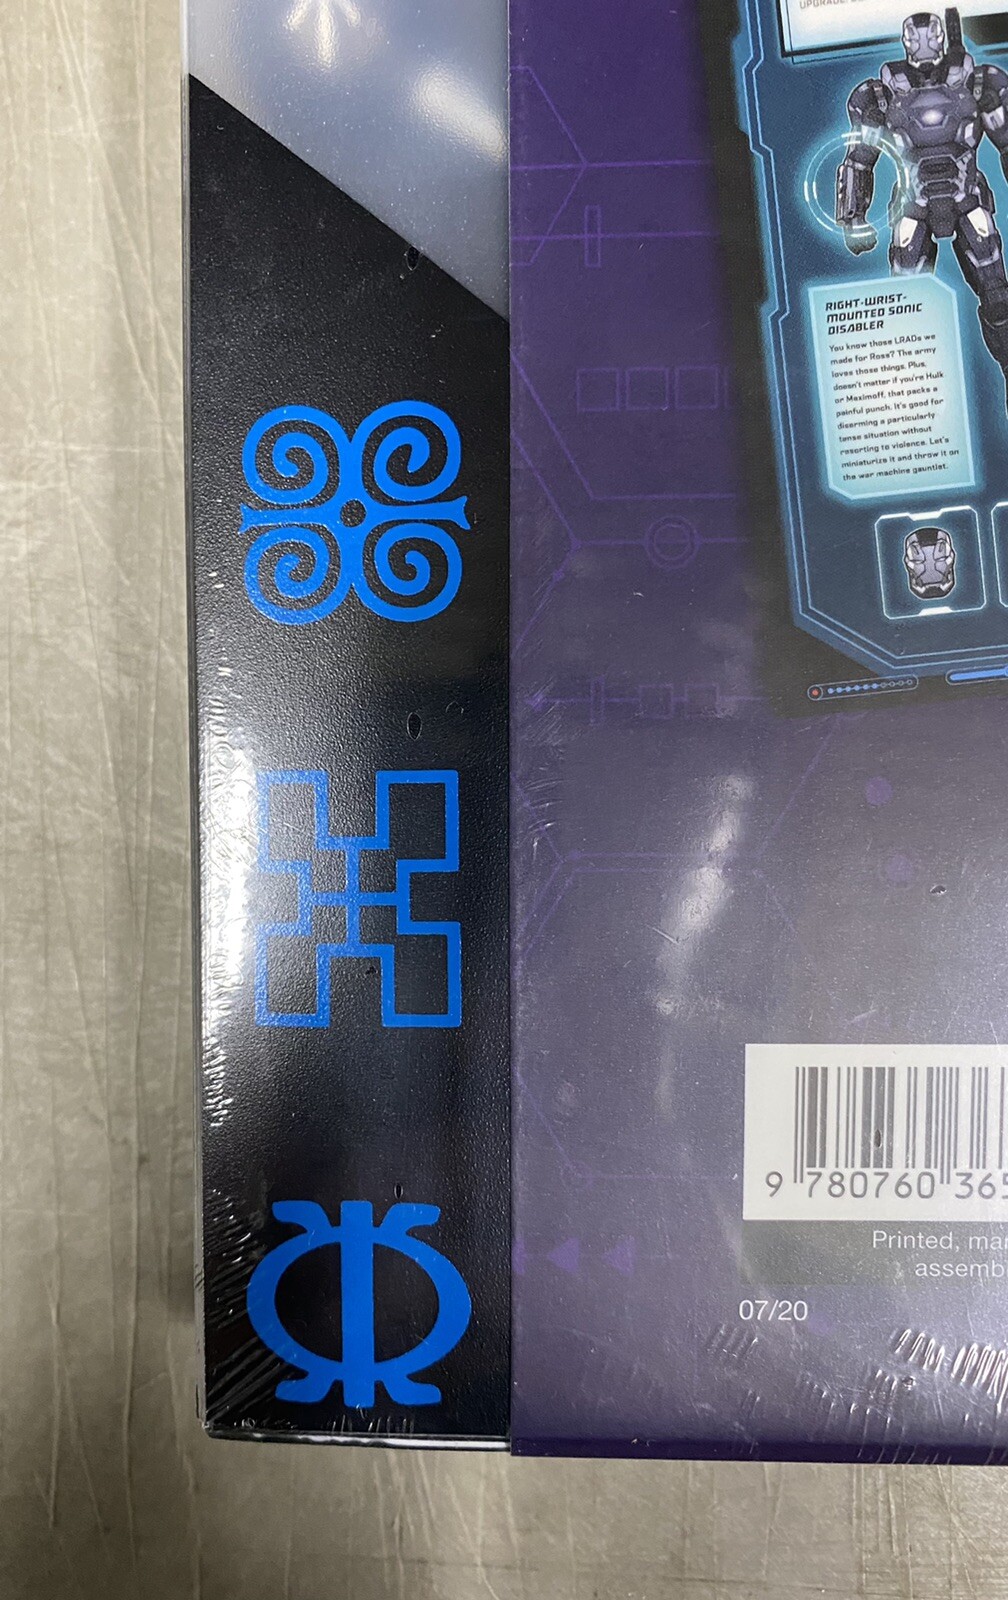 RIGHT-WRIST-
MOUNTED SONIC
DISABLER
You know those LRADs we
made for Ross? The army
loves those things. Plus,
doesn't matter if you're Hulk
or Maximoff, that packs a
painful punch. It's good for
disarming a particularly
tense situation without
resorting to violence. Let's
miniaturize it and throw it on
the war machine gauntlet.
9 780760 365
Printed, mar
assembl
07/20